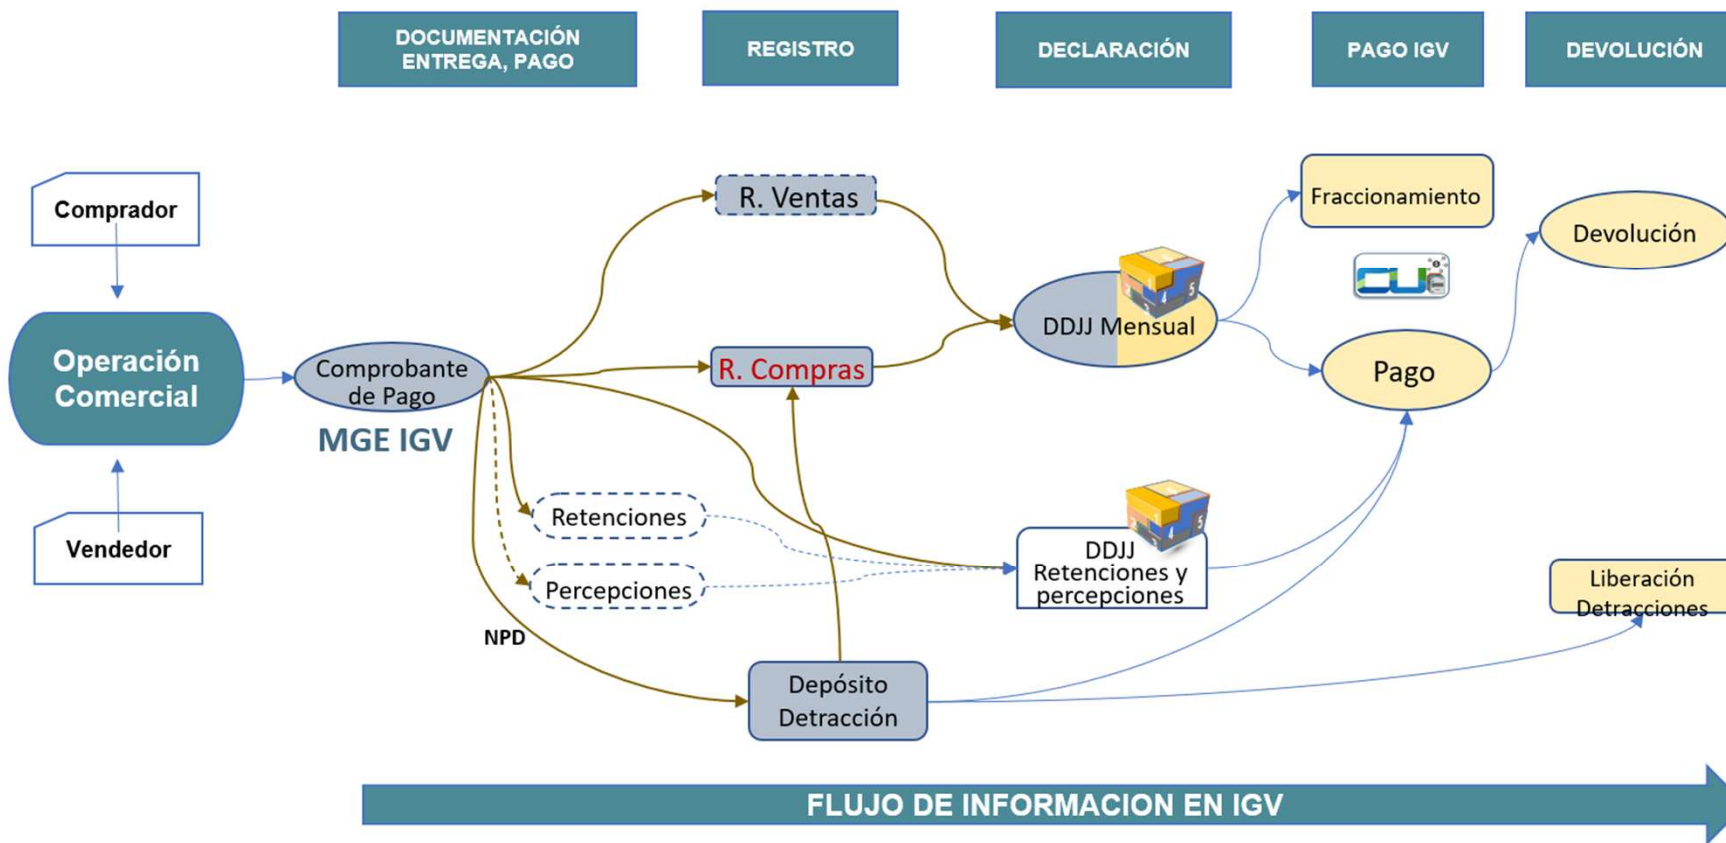 DOCUMENTACIÓN
ENTREGA, PAGO
REGISTRO
DECLARACIÓN
PAGO IGV
DEVOLUCIÓN
Comprador
R. Ventas
Fraccionamiento
Devolución
DDJJ Mensual
Operación
Comercial
Comprobante
de Pago
R. Compras
Pago
MGE IGV
Vendedor
Retenciones
Percepciones
DDJJ
Retenciones y
percepciones
Liberación
Detracciones
NPD
Depósito
Detracción
FLUJO DE INFORMACION EN IGV